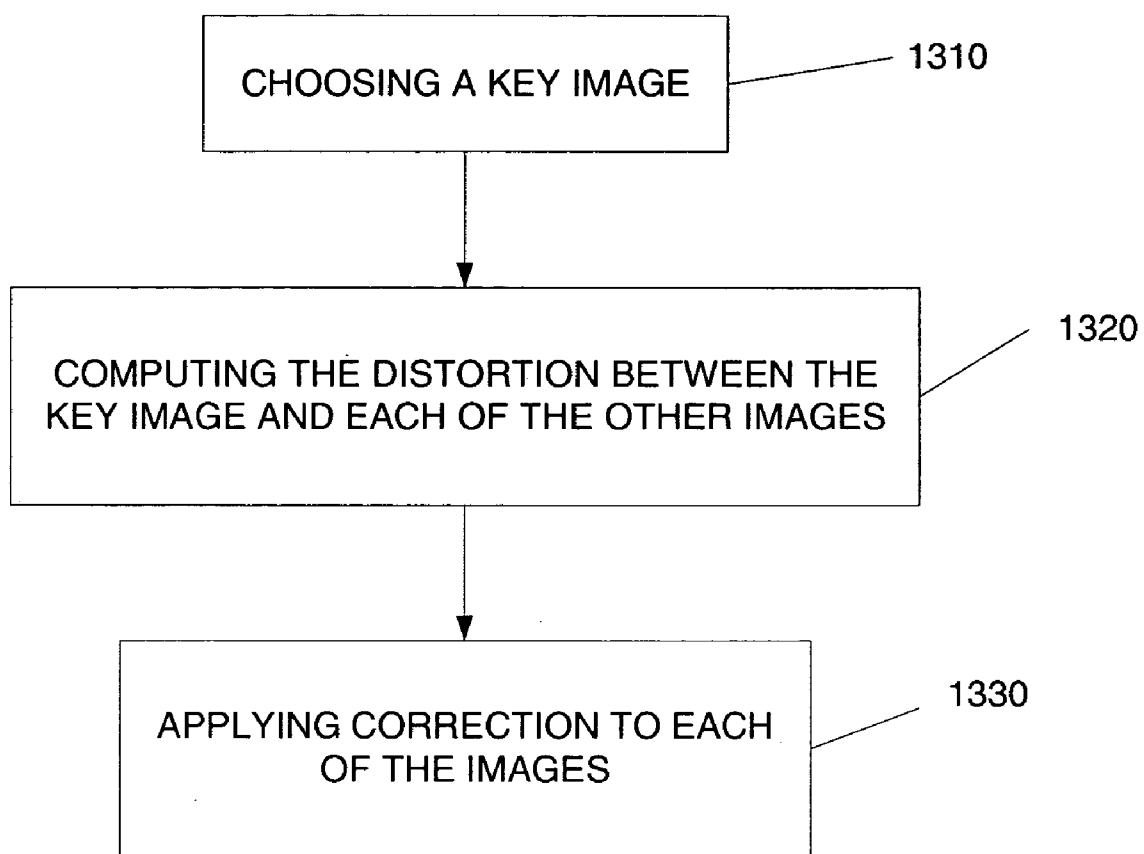 CHOOSING A KEY IMAGE
1310
COMPUTING THE DISTORTION BETWEEN THE
KEY IMAGE AND EACH OF THE OTHER IMAGES
1320
APPLYING CORRECTION TO EACH
OF THE IMAGES
1330